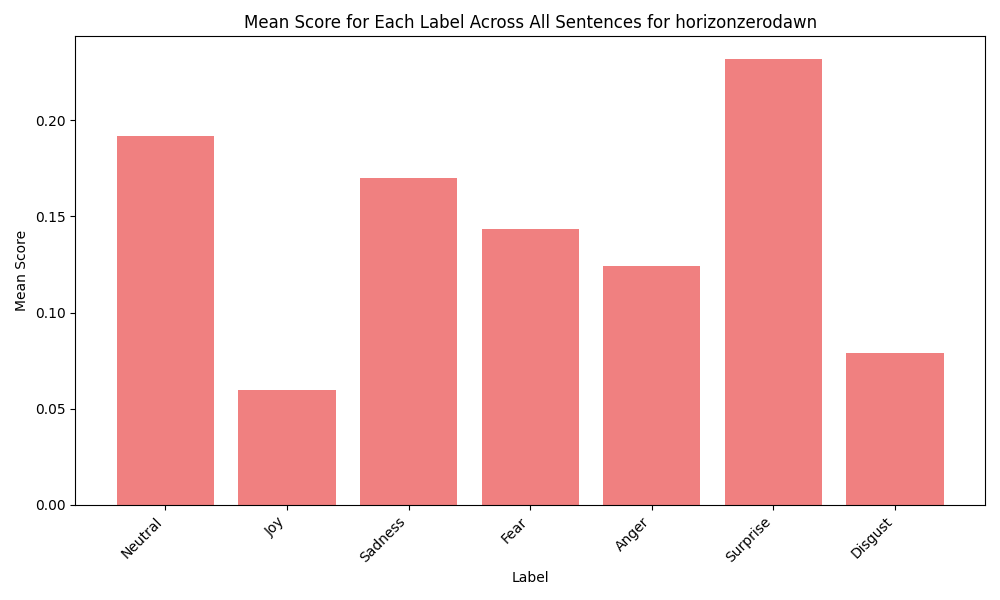 Mean Score for Each Label Across All Sentences for horizonzerodawn
Mean Score
0.20
0.15
0.10
0.05
0.00
Neutral
Joy
Sadness
Fear
Anger
Surprise
Disgust
Label